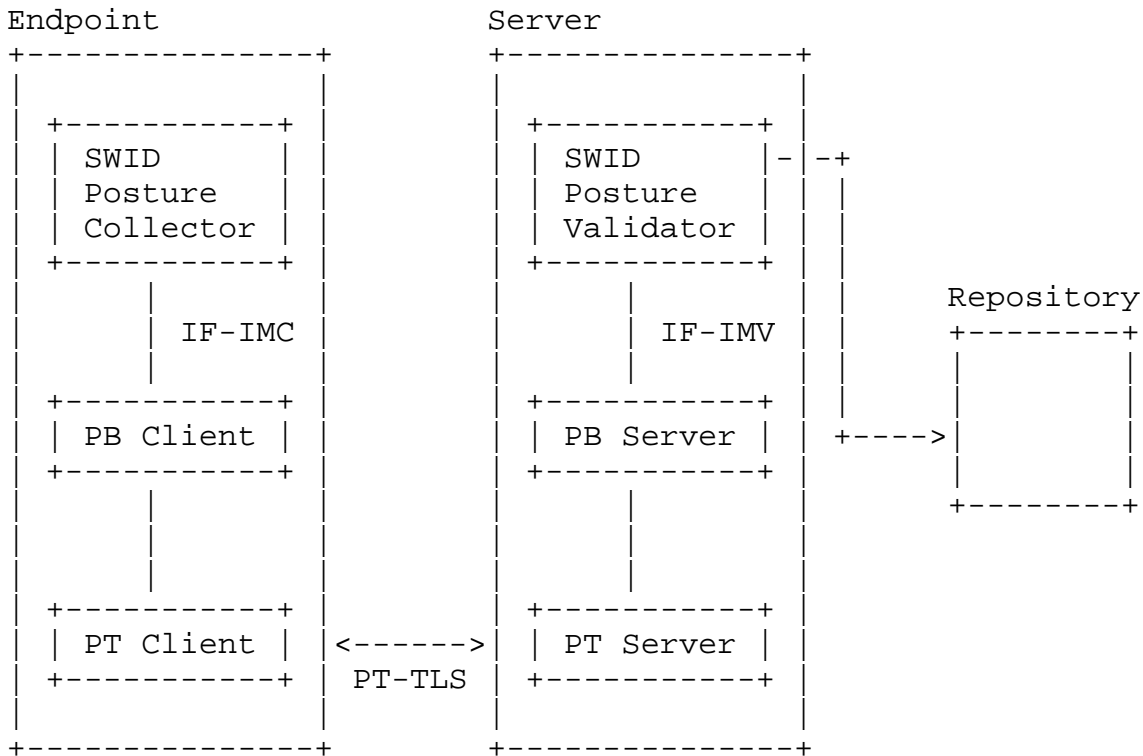 Endpoint Server
SWID SWID
Posture Posture
Collector Validator
Repository
IF-IMC IF-IMV
PB Client PB Server
PT Client <------> PT Server
PT-TLS